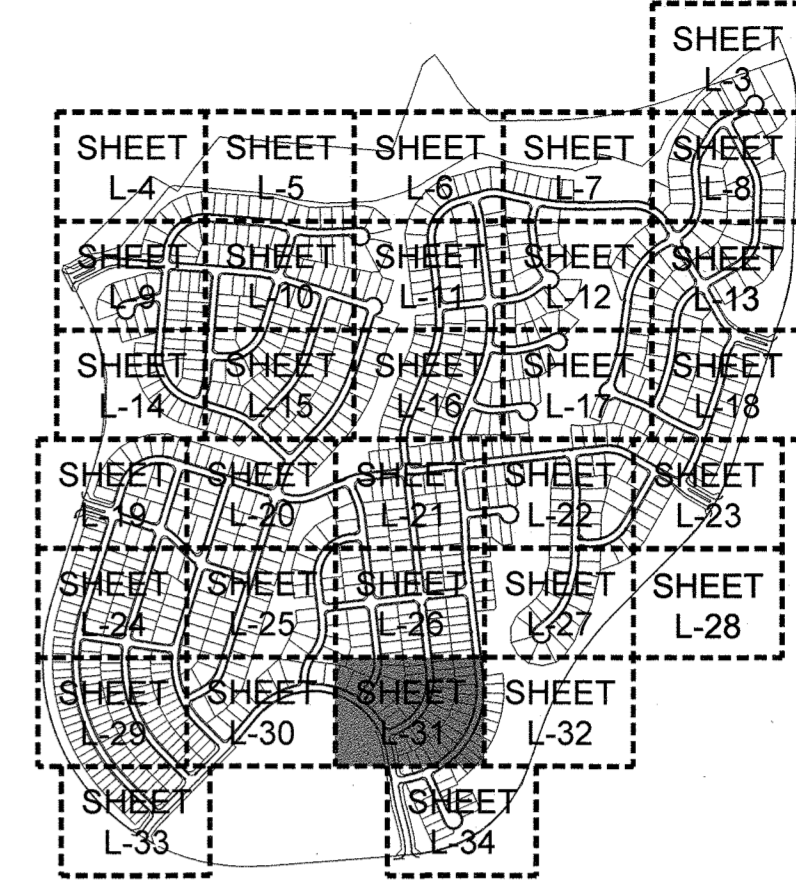 SHEET
L-3
SHEET
L-4
SHEET
L-5
SHEET
L-6
SHEET
L-7
SHEET
L-8
SHEET
L-9
SHEET
L-10
SHEET
L-11
SHEET
L-12
SHEET
L-13
SHEET
L-14
SHEET
L-15
SHEET
L-16
SHEET
L-17
SHEET
L-18
SHEET
L-19
SHEET
L-20
SHEET
L-21
SHEET
L-22
SHEET
L-23
SHEET
L-24
SHEET
L-25
SHEET
L-26
SHEET
L-27
SHEET
L-28
SHEET
L-29
SHEET
L-30
SHEET
L-31
SHEET
L-32
SHEET
L-33
SHEET
L-34